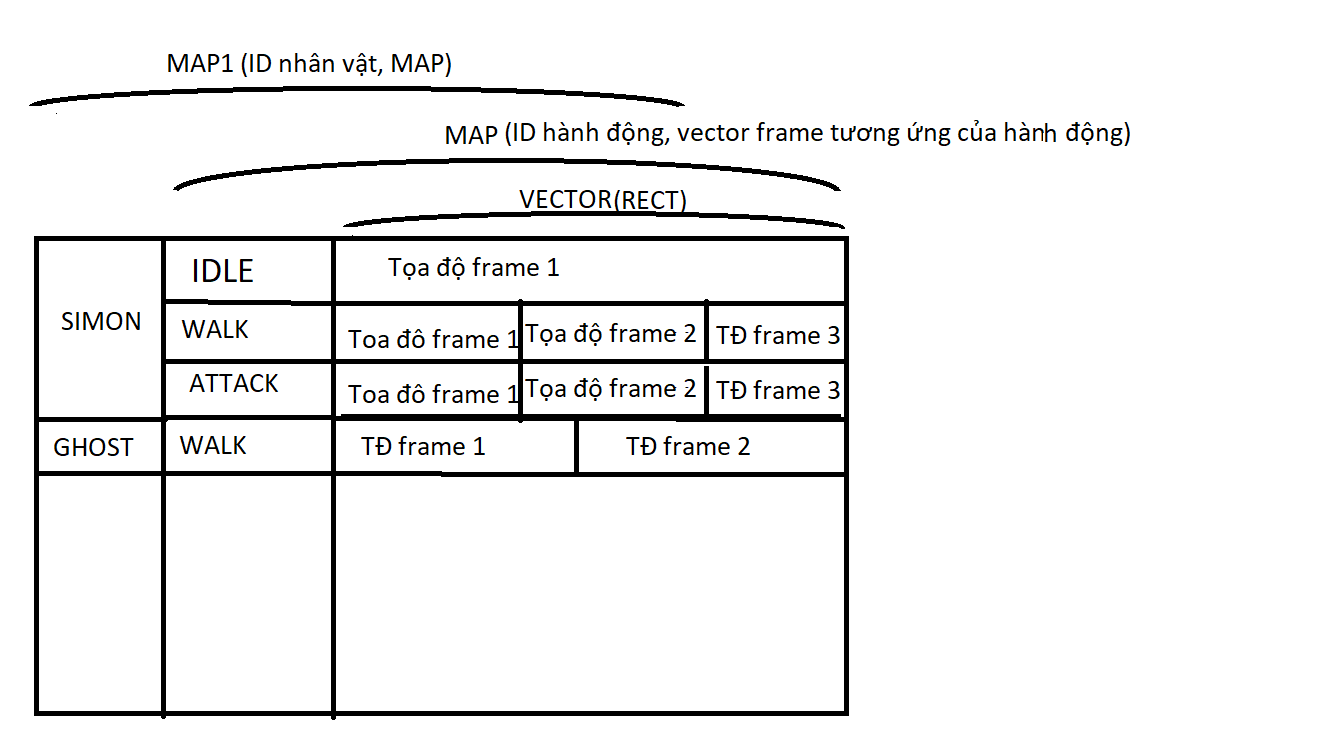 MAP1 (ID nhân vật, MAP)
MAP (ID hành động, vector frame tương ứng của hành động)
VECTOR(RECT)
IDLE
Tọa độ frame 1
SIMON
WALK
Toa đô frame 1
Tọa độ frame 2
TĐ frame 3
ATTACK
Toa đô frame 1
Tọa độ frame 2
TĐ frame 3
GHOST
WALK
TĐ frame 1
TĐ frame 2